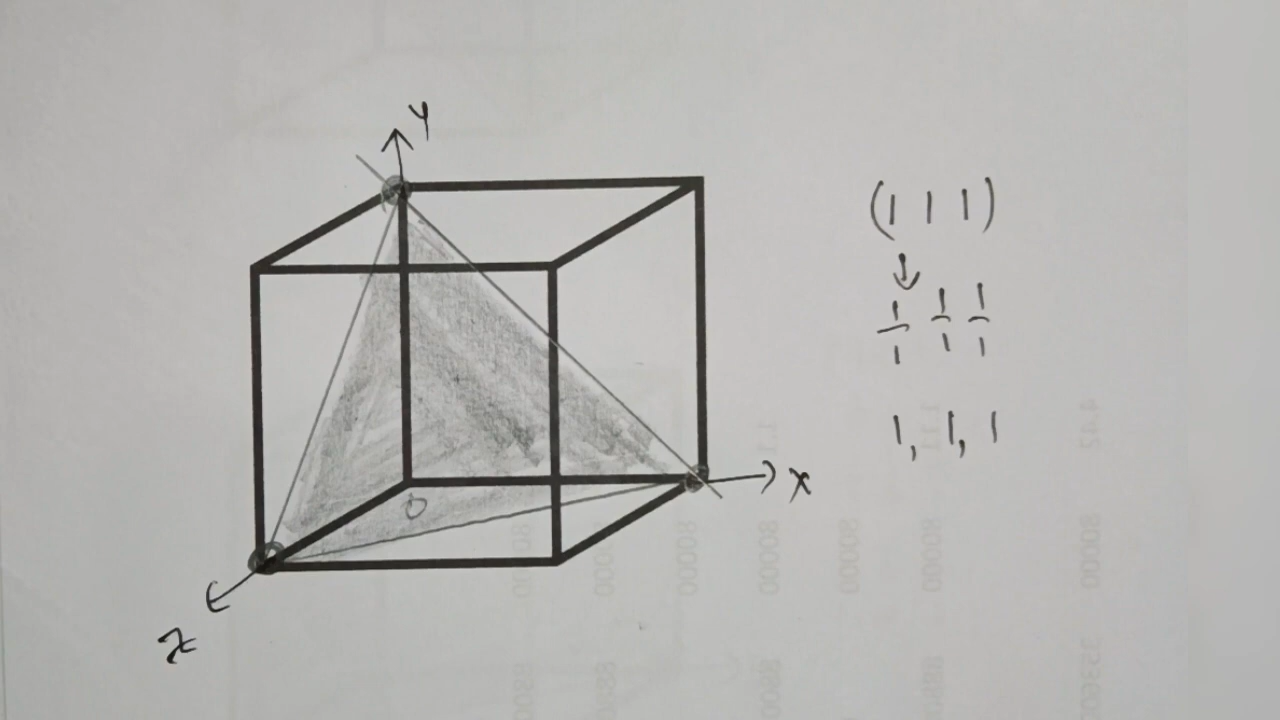 y
(1 1 1)
↓
1/1 1/1 1/1
1, 1, 1
x
O
z